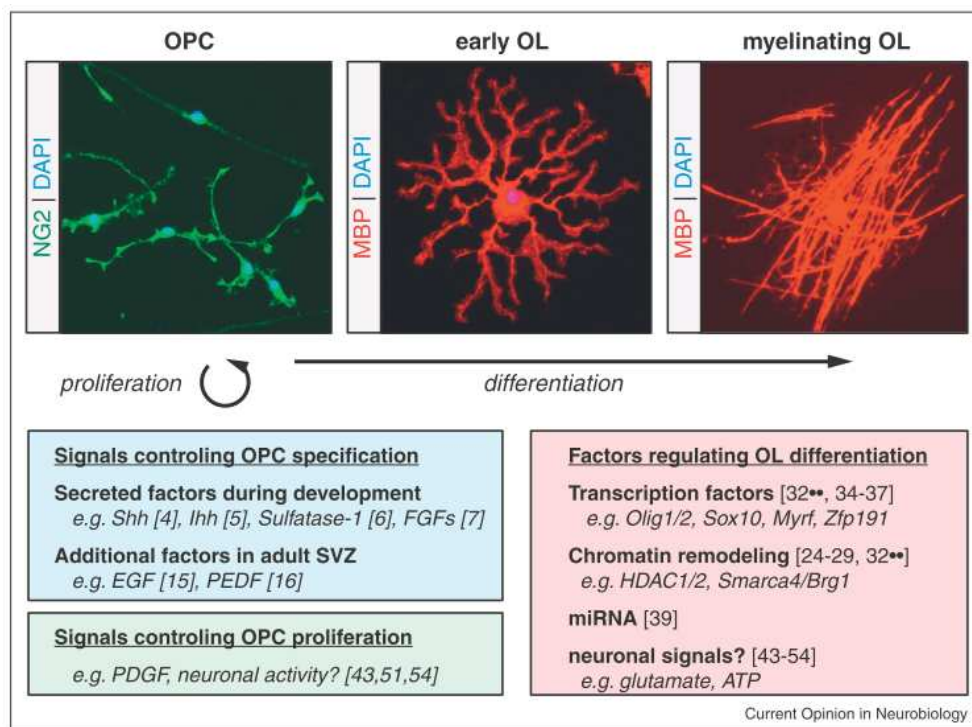 OPC
early OL
myelinating OL
NG2 | DAPI
MBP | DAPI
MBP | DAPI
proliferation
differentiation
Signals controling OPC specification
Secreted factors during development
e.g. Shh [4], Ihh [5], Sulfatase-1 [6], FGFs [7]
Additional factors in adult SVZ
e.g. EGF [15], PEDF [16]
Signals controling OPC proliferation
e.g. PDGF, neuronal activity? [43,51,54]
Factors regulating OL differentiation
Transcription factors [32••, 34-37]
e.g. Olig1/2, Sox10, Myrf, Zfp191
Chromatin remodeling [24-29, 32••]
e.g. HDAC1/2, Smarca4/Brg1
miRNA [39]
neuronal signals? [43-54]
e.g. glutamate, ATP
Current Opinion in Neurobiology